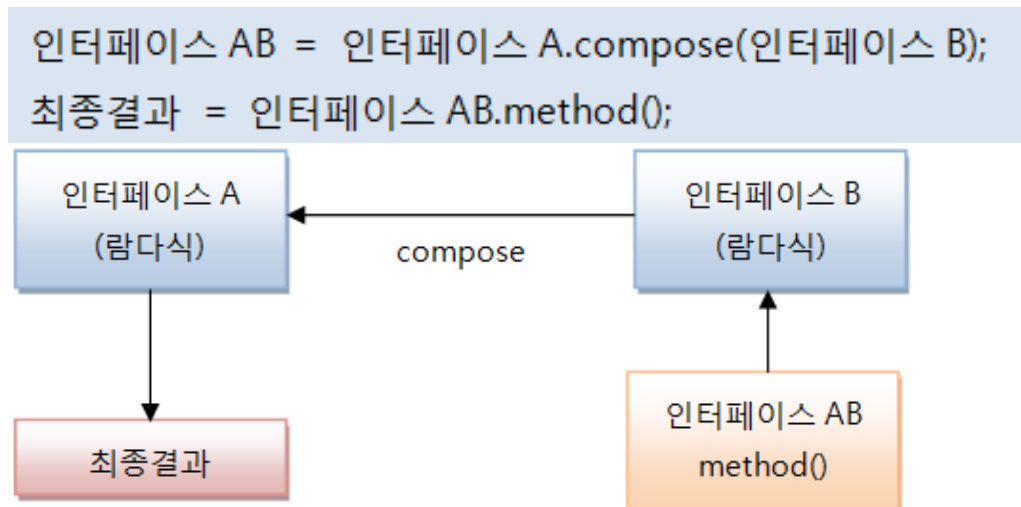 인터페이스 AB = 인터페이스 A.compose(인터페이스 B);
최종결과 = 인터페이스 AB.method();
인터페이스 A
(람다식)
compose
인터페이스 B
(람다식)
최종결과
인터페이스 AB
method()